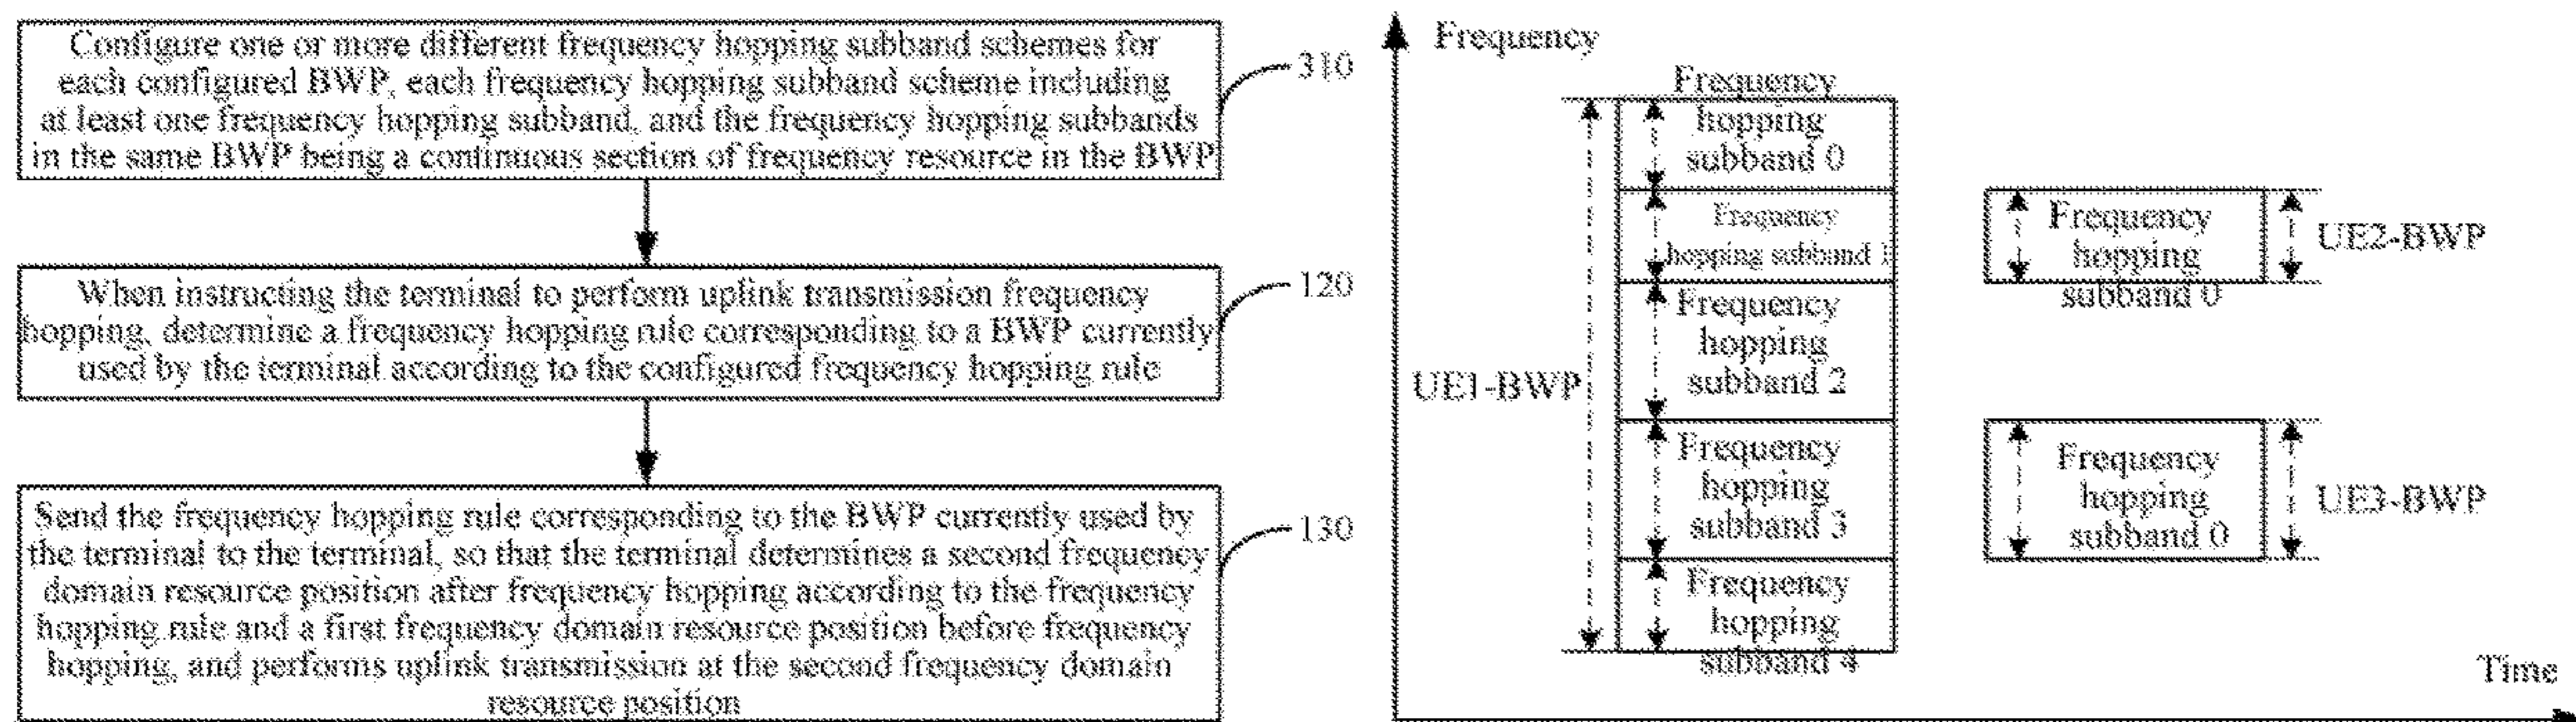 Configure one or more different frequency hopping subband schemes for
each configured BWP, each frequency hopping subband scheme including
at least one frequency hopping subband, and the frequency hopping subbands
in the same BWP being a continuous section of frequency resource in the BWP
310
When instructing the terminal to perform uplink transmission frequency
hopping, determine a frequency hopping rule corresponding to a BWP currently
used by the terminal according to the configured frequency hopping rule
120
Send the frequency hopping rule corresponding to the BWP currently used by
the terminal to the terminal, so that the terminal determines a second frequency
domain resource position after frequency hopping according to the frequency
hopping rule and a first frequency domain resource position before frequency
hopping, and performs uplink transmission at the second frequency domain
resource position
130
Frequency
Frequency
hopping
subband 0
Frequency
hopping subband 1
Frequency
hopping
subband 2
Frequency
hopping
subband 3
Frequency
hopping
subband 4
UE1-BWP
Frequency
hopping
subband 0
UE2-BWP
Frequency
hopping
subband 0
UE3-BWP
Time